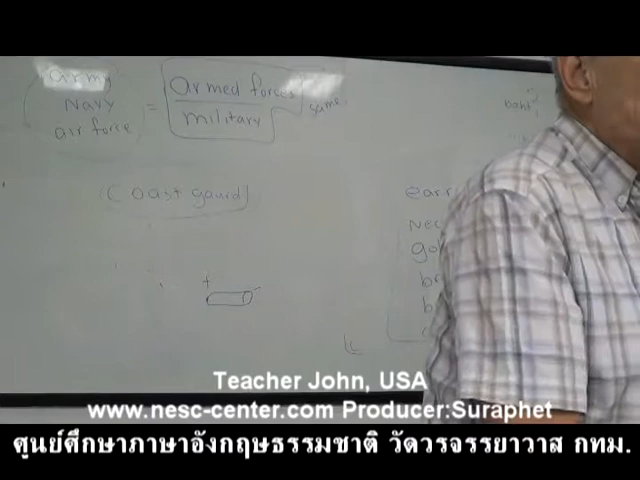 army
navy
air force
=
armed forces
military
same
baht
(Coast gaurd)
+ -
Teacher John, USA
www.nesc-center.com Producer:Suraphet
ศูนย์ศึกษาภาษาอังกฤษธรรมชาติ วัดวรจรรยาวาส กทม.